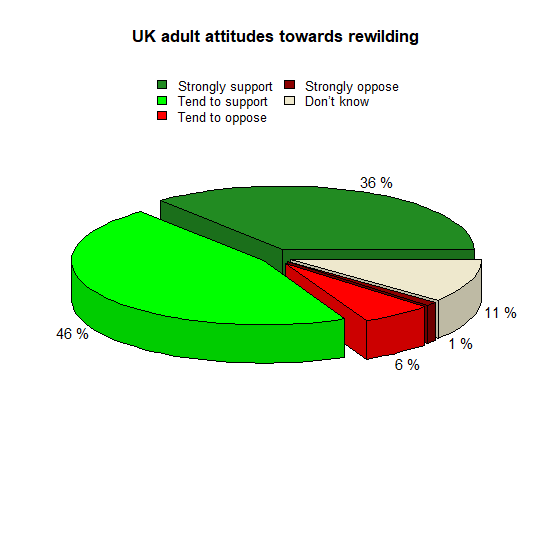 UK adult attitudes towards rewilding
Strongly support
Tend to support
Tend to oppose
Strongly oppose
Don't know
36 %
46 %
6 %
1 %
11 %